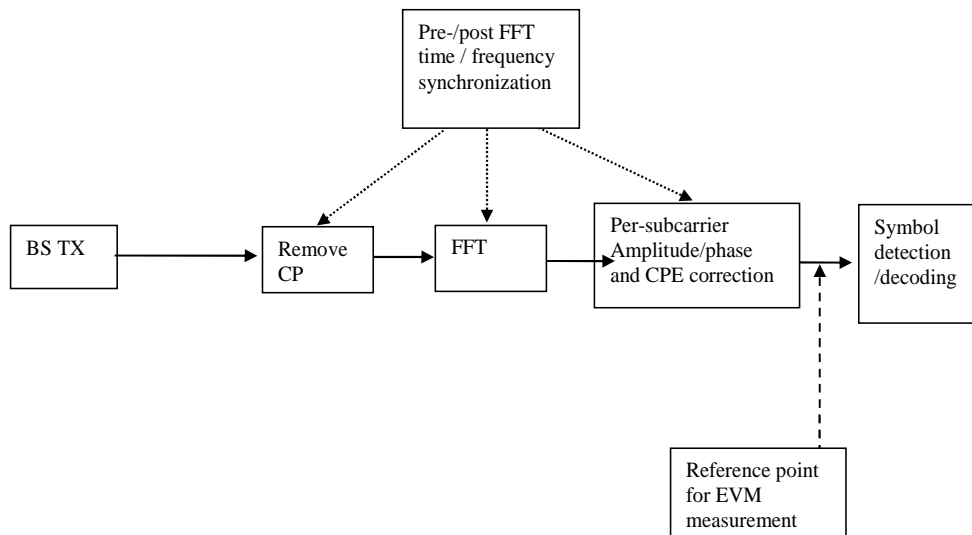 Pre-/post FFT
time / frequency
synchronization
BS TX
Remove
CP
FFT
Per-subcarrier
Amplitude/phase
and CPE correction
Symbol
detection
/decoding
Reference point
for EVM
measurement